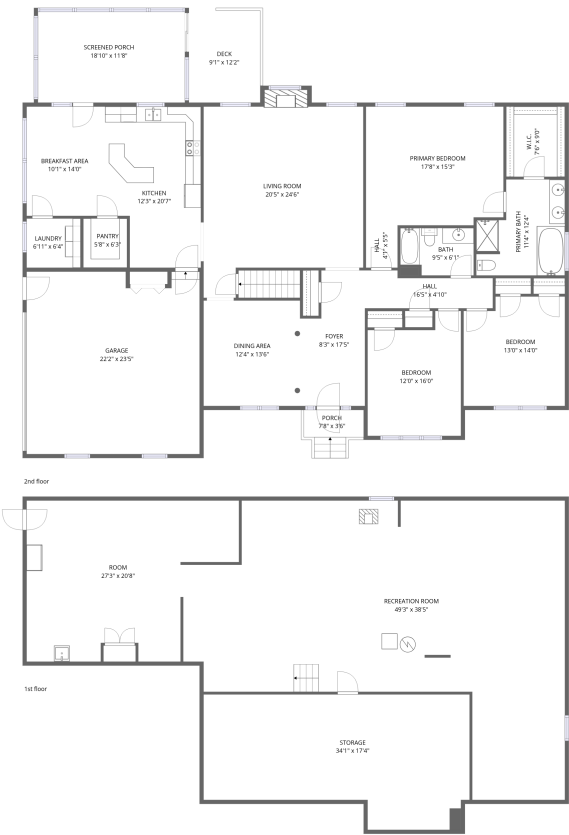 SCREENED PORCH
18'10" x 11'8"
DECK
9'1" x 12'2"
BREAKFAST AREA
10'1" x 14'0"
KITCHEN
12'3" x 20'7"
LIVING ROOM
20'5" x 24'6"
PRIMARY BEDROOM
17'8" x 15'3"
W.I.C.
7'6" x 9'0"
PRIMARY BATH
11'4" x 12'4"
LAUNDRY
6'11" x 6'4"
PANTRY
5'8" x 6'3"
HALL
4'1" x 5'5"
BATH
9'5" x 6'1"
HALL
16'5" x 4'10"
GARAGE
22'2" x 23'5"
DINING AREA
12'4" x 13'6"
FOYER
8'3" x 17'5"
BEDROOM
12'0" x 16'0"
BEDROOM
13'0" x 14'0"
PORCH
7'8" x 3'6"
2nd floor
ROOM
27'3" x 20'8"
RECREATION ROOM
49'3" x 38'5"
1st floor
STORAGE
34'1" x 17'4"